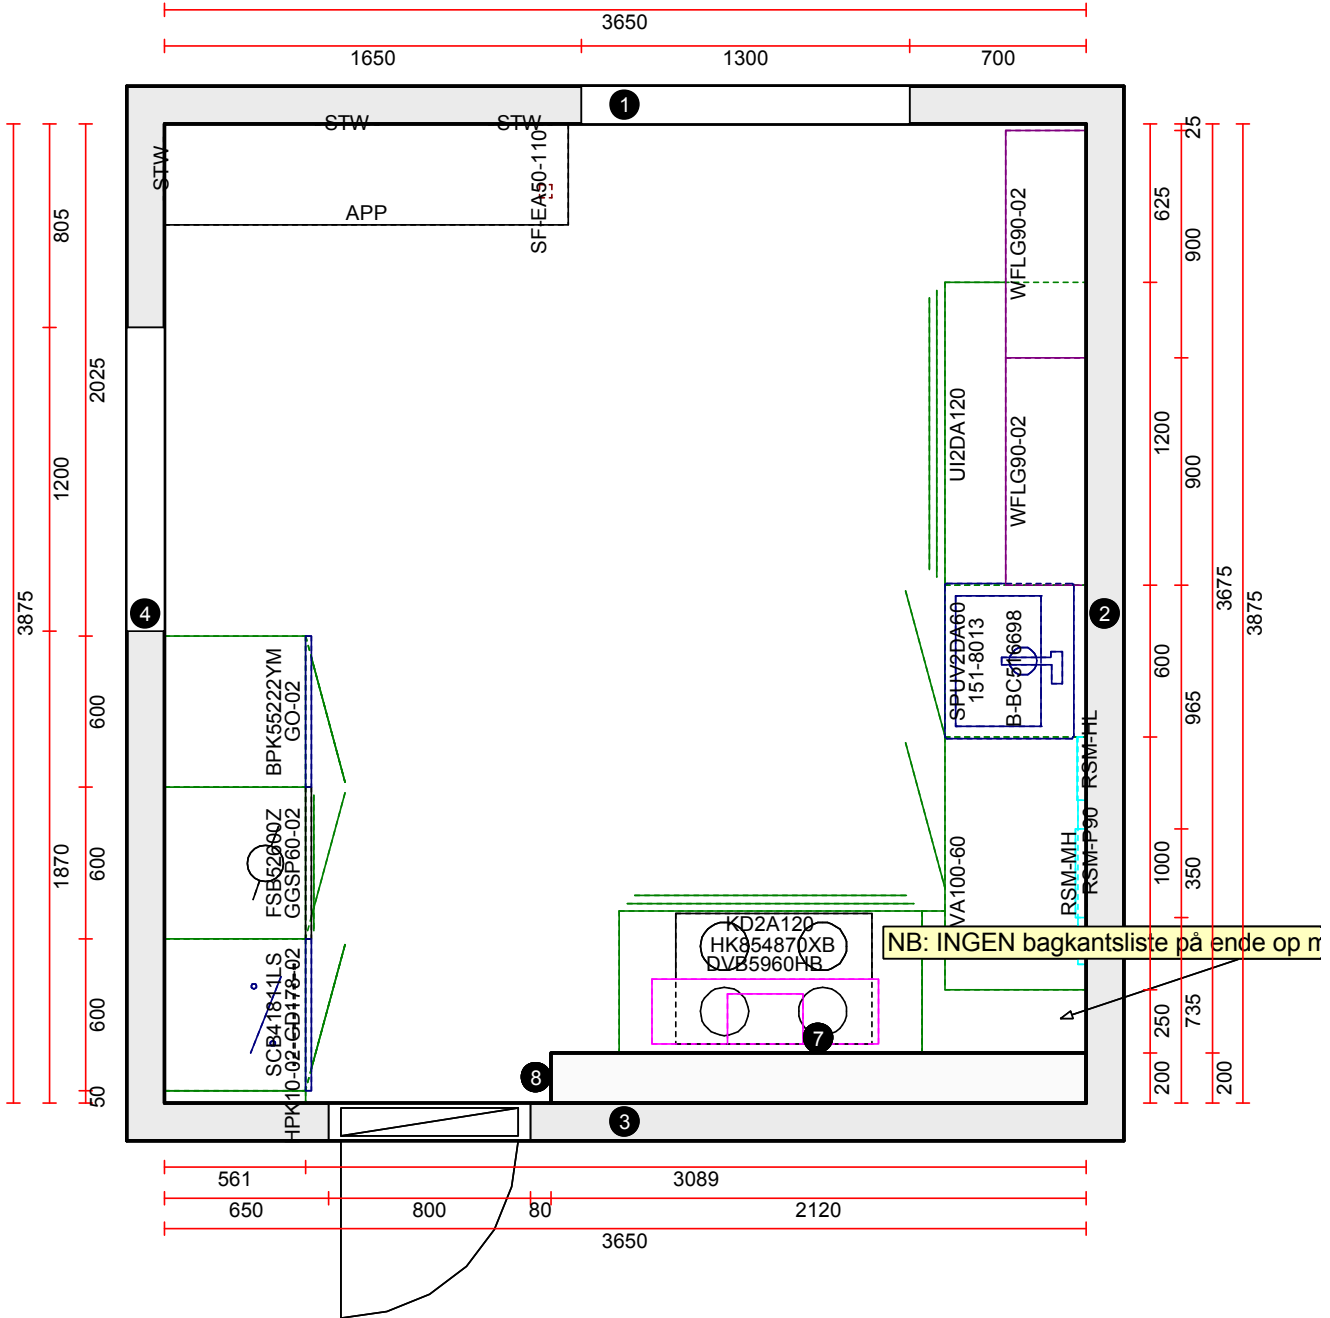 3650
1650
1300
700
1
STW
STW
STW
SF-EA50-110
APP
25
805
625
900
WFLG90-02
2025
1200
UI2DA120
1200
900
WFLG90-02
3875
3675
3875
4
2
SPUV2DA60
151-8013
B-BC516698
600
965
BPK55222YM
GO-02
600
RSM-HL
FSB52600Z
GGSP60-02
600
1870
RSM-MH
RSM-P90
VA100-60
1000
350
KD2A120
HK854870XB
DVB5960HB
NB: INGEN bagkantsliste på ende op m
SCB41811LS
HPK10-02-GD178-02
600
50
250
735
200
200
7
8
3
561
3089
650
800
80
2120
3650